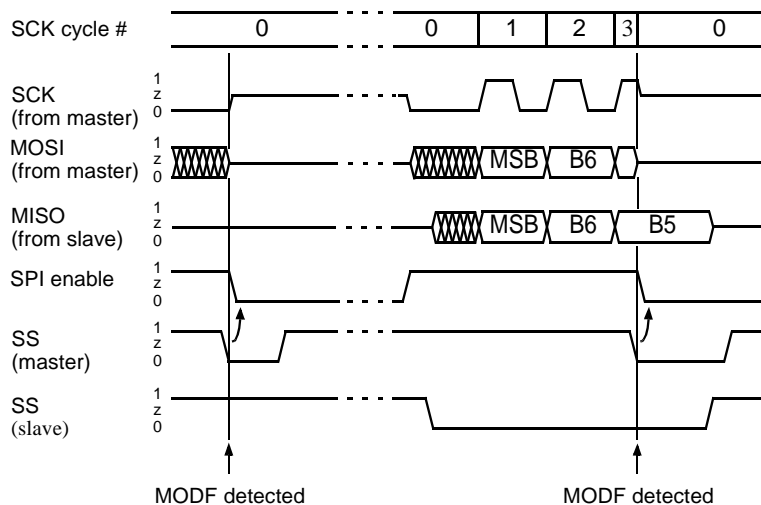 SCK cycle # 0 0 1 2 3 0
SCK
(from master)
1
z
0
MOSI
(from master)
1
z
0
MSB B6
MISO
(from slave)
1
z
0
MSB B6 B5
SPI enable
1
z
0
SS
(master)
1
z
0
SS
(slave)
1
z
0
MODF detected MODF detected